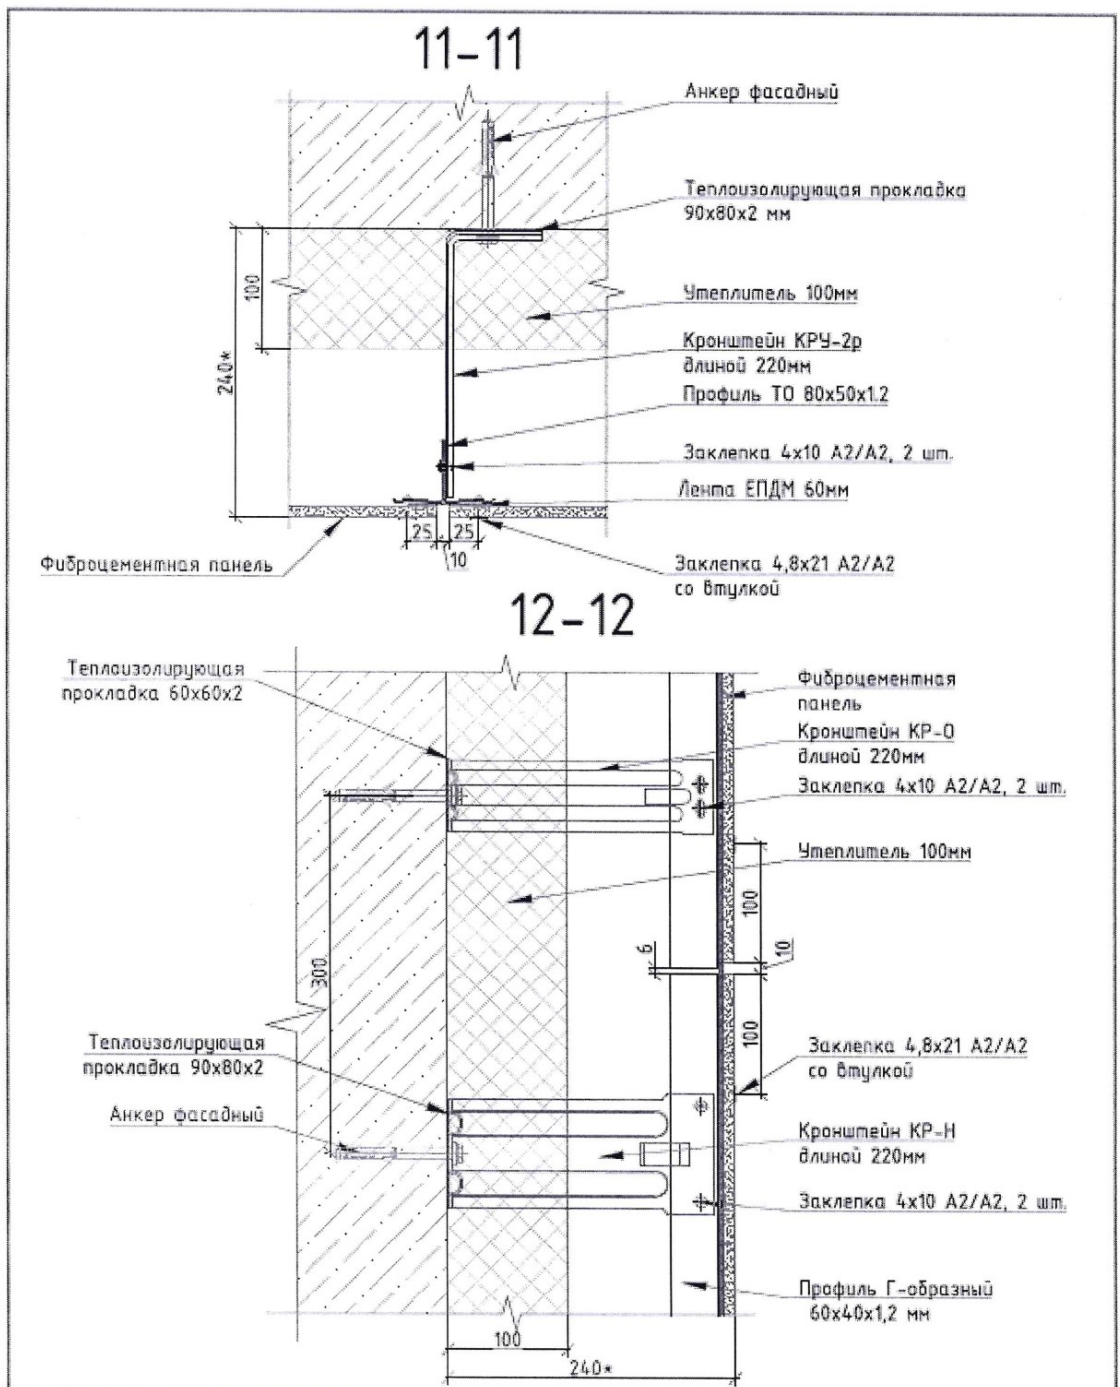 11-11
Анкер фасадный
Теплоизолирующая прокладка
90х80х2 мм
100
Утеплитель 100мм
240*
Кронштейн КРУ-2р
длиной 220мм
Профиль ТО 80х50х1.2
Заклепка 4х10 А2/А2, 2 шт.
Лента ЕПДМ 60мм
25
25
10
Фиброцементная панель
Заклепка 4,8х21 А2/А2
со втулкой
12-12
Теплоизолирующая
прокладка 60х60х2
Фиброцементная
панель
Кронштейн КР-О
длиной 220мм
Заклепка 4х10 А2/А2, 2 шт.
Утеплитель 100мм
100
6
10
300
100
Теплоизолирующая
прокладка 90х80х2
Заклепка 4,8х21 А2/А2
со втулкой
Анкер фасадный
Кронштейн КР-Н
длиной 220мм
Заклепка 4х10 А2/А2, 2 шт.
Профиль Г-образный
60х40х1,2 мм
100
240*